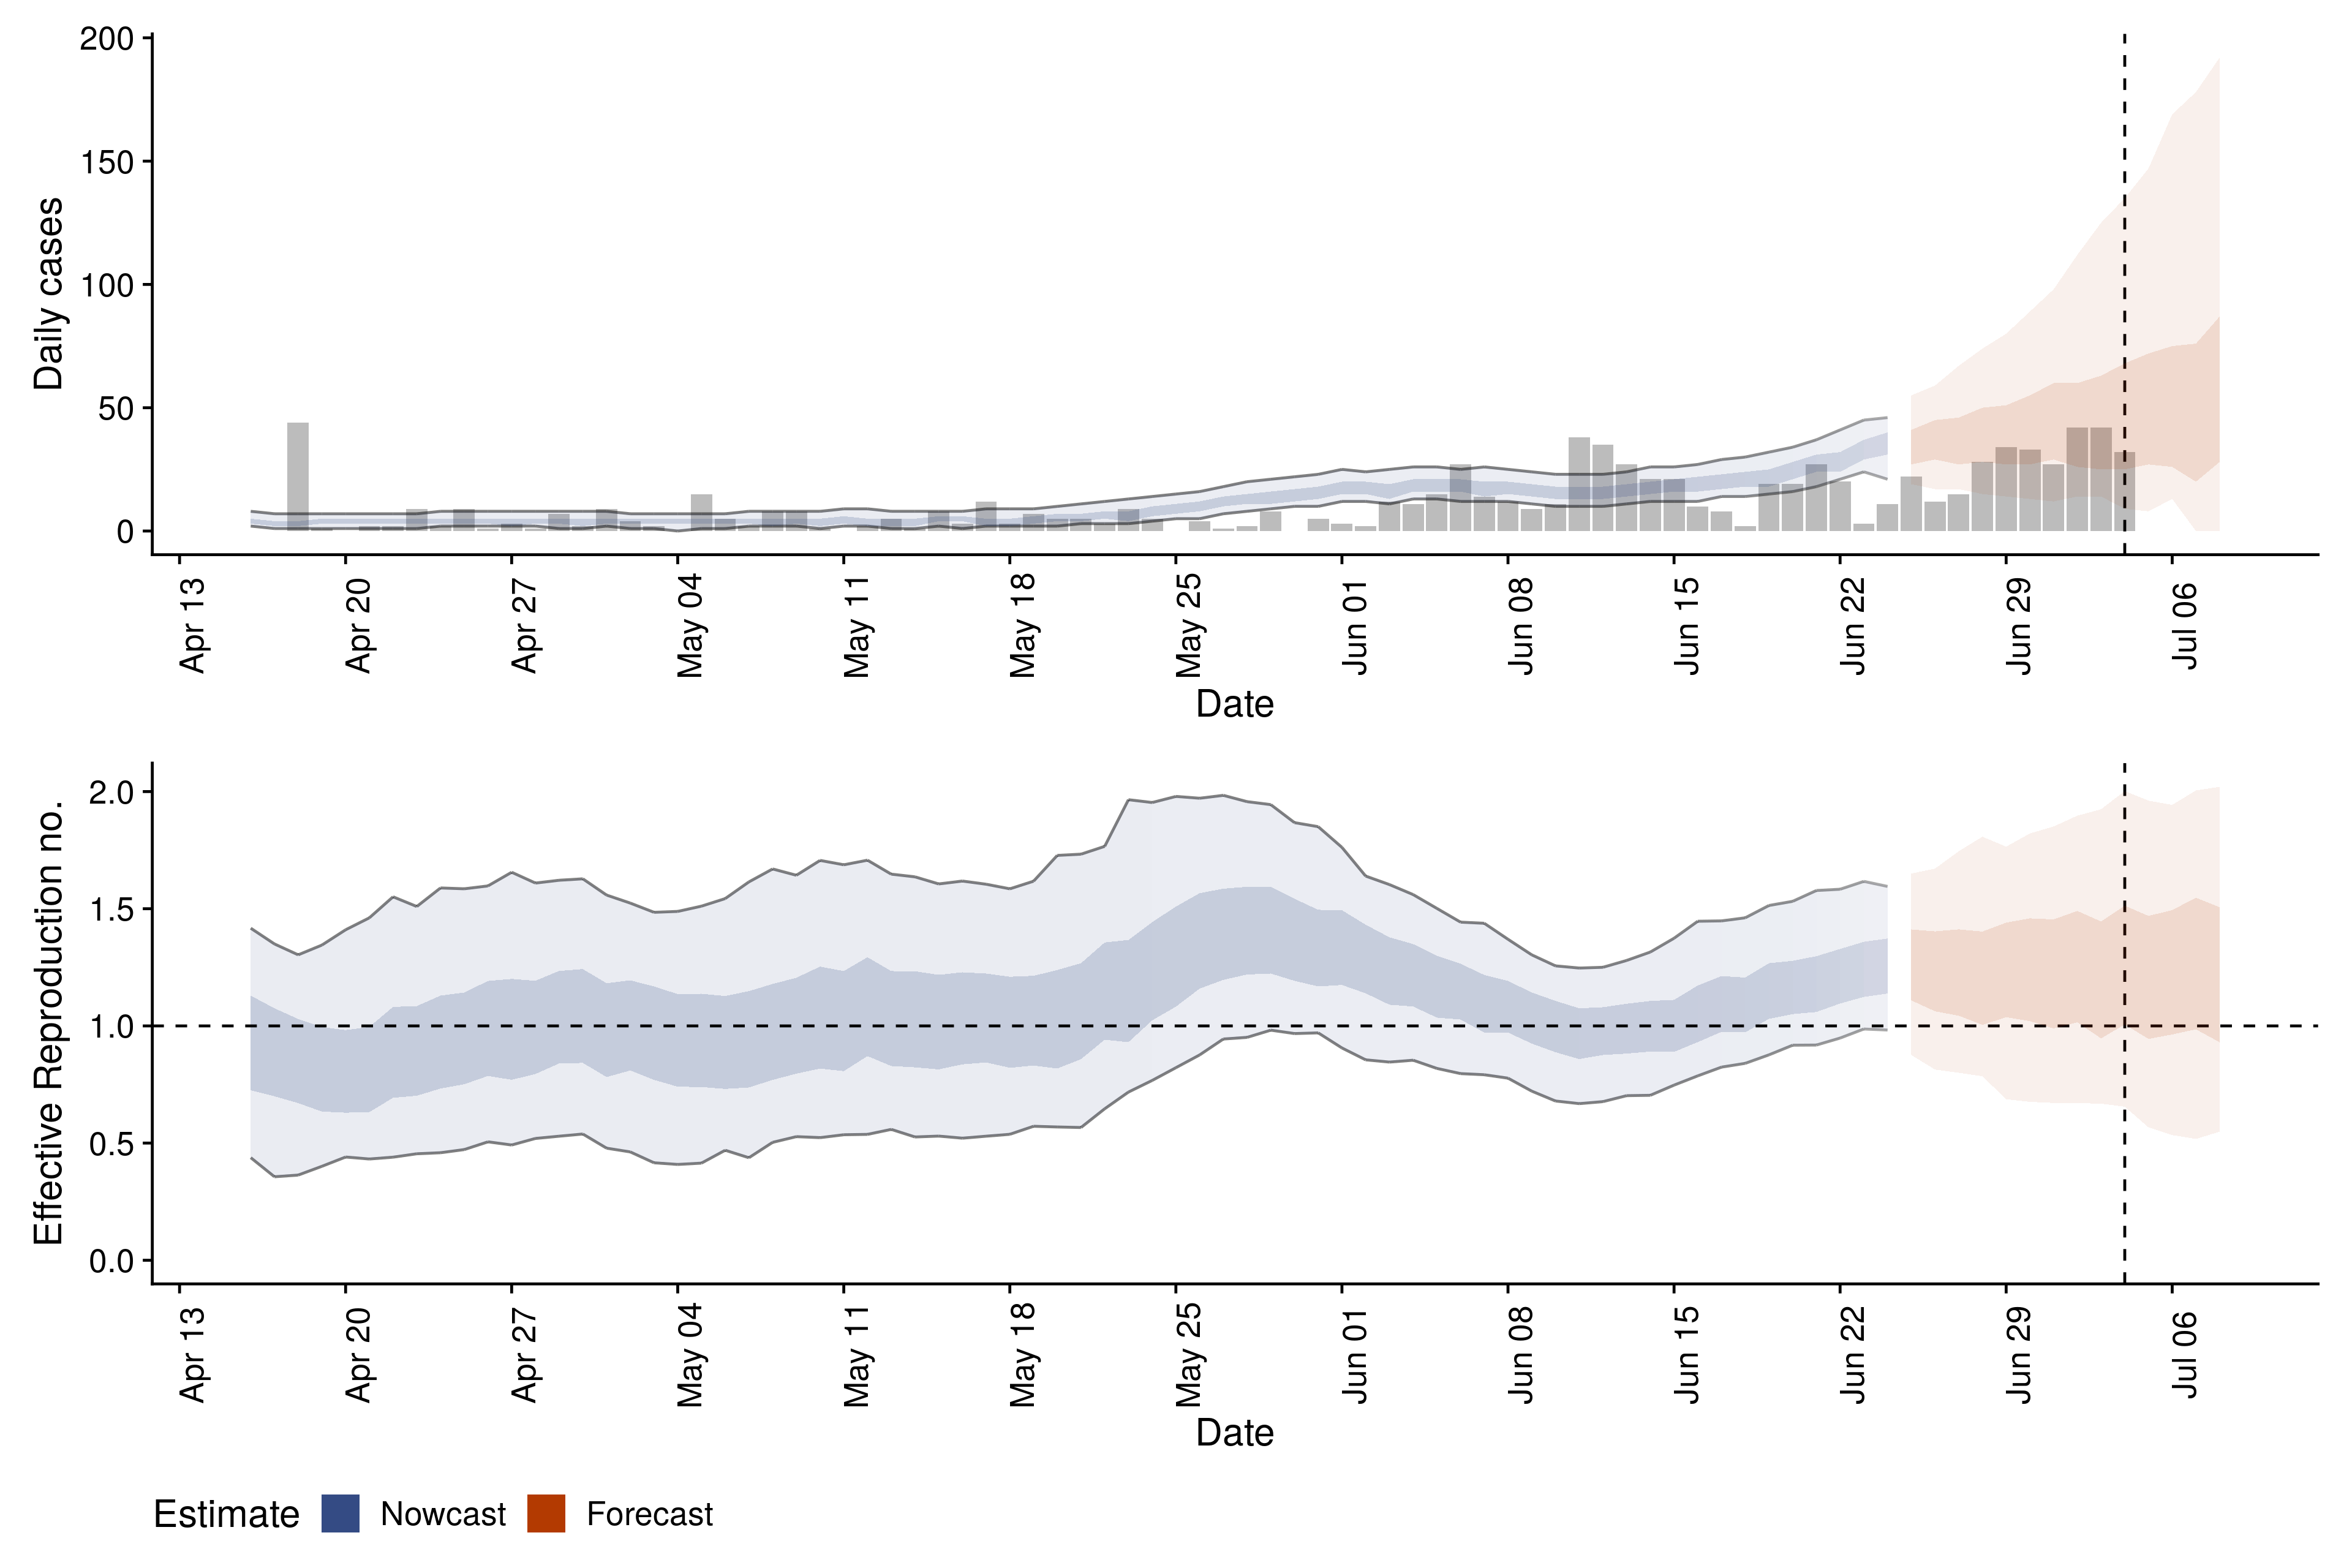 200
150
100
50
0
Daily cases
Apr 13
Apr 20
Apr 27
May 04
May 11
May 18
May 25
Jun 01
Jun 08
Jun 15
Jun 22
Jun 29
Jul 06
Date
2.0
1.5
1.0
0.5
0.0
Effective Reproduction no.
Apr 13
Apr 20
Apr 27
May 04
May 11
May 18
May 25
Jun 01
Jun 08
Jun 15
Jun 22
Jun 29
Jul 06
Date
Estimate Nowcast Forecast